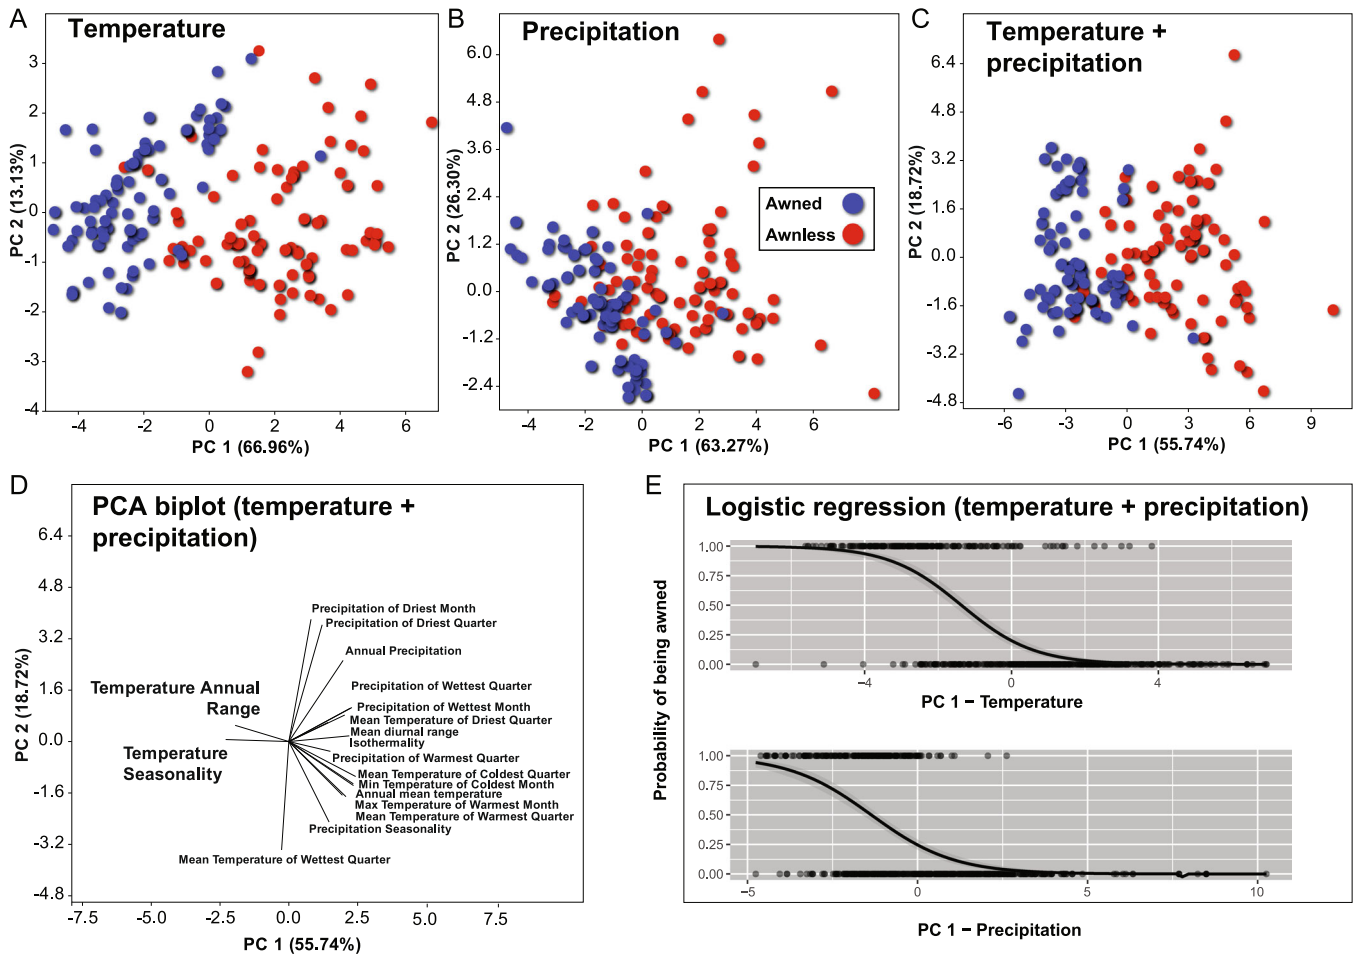 A
Temperature
3
2
1
0
-1
-2
-3
-4
PC 2 (13.13%)
-4
-2
0
2
4
6
PC 1 (66.96%)
B
Precipitation
6.0
4.8
3.6
2.4
1.2
0.0
-1.2
-2.4
PC 2 (26.30%)
-4
-2
0
2
4
6
PC 1 (63.27%)
Awned
Awnless
C
Temperature +
precipitation
6.4
4.8
3.2
1.6
0.0
-1.6
-3.2
-4.8
PC 2 (18.72%)
-6
-3
0
3
6
9
PC 1 (55.74%)
D
PCA biplot (temperature +
precipitation)
6.4
4.8
3.2
1.6
0.0
-1.6
-3.2
-4.8
PC 2 (18.72%)
Precipitation of Driest Month
Precipitation of Driest Quarter
Annual Precipitation
Temperature Annual
Range
Precipitation of Wettest Quarter
Precipitation of Wettest Month
Mean Temperature of Driest Quarter
Mean diurnal range
Isothermality
Temperature
Seasonality
Precipitation of Warmest Quarter
Mean Temperature of Coldest Quarter
Min Temperature of Coldest Month
Annual mean temperature
Max Temperature of Warmest Month
Mean Temperature of Warmest Quarter
Precipitation Seasonality
Mean Temperature of Wettest Quarter
-7.5
-5.0
-2.5
0.0
2.5
5.0
7.5
PC 1 (55.74%)
E
Logistic regression (temperature + precipitation)
Probability of being awned
1.00
0.75
0.50
0.25
0.00
−4
0
4
PC 1 − Temperature
1.00
0.75
0.50
0.25
0.00
−5
0
5
10
PC 1 − Precipitation